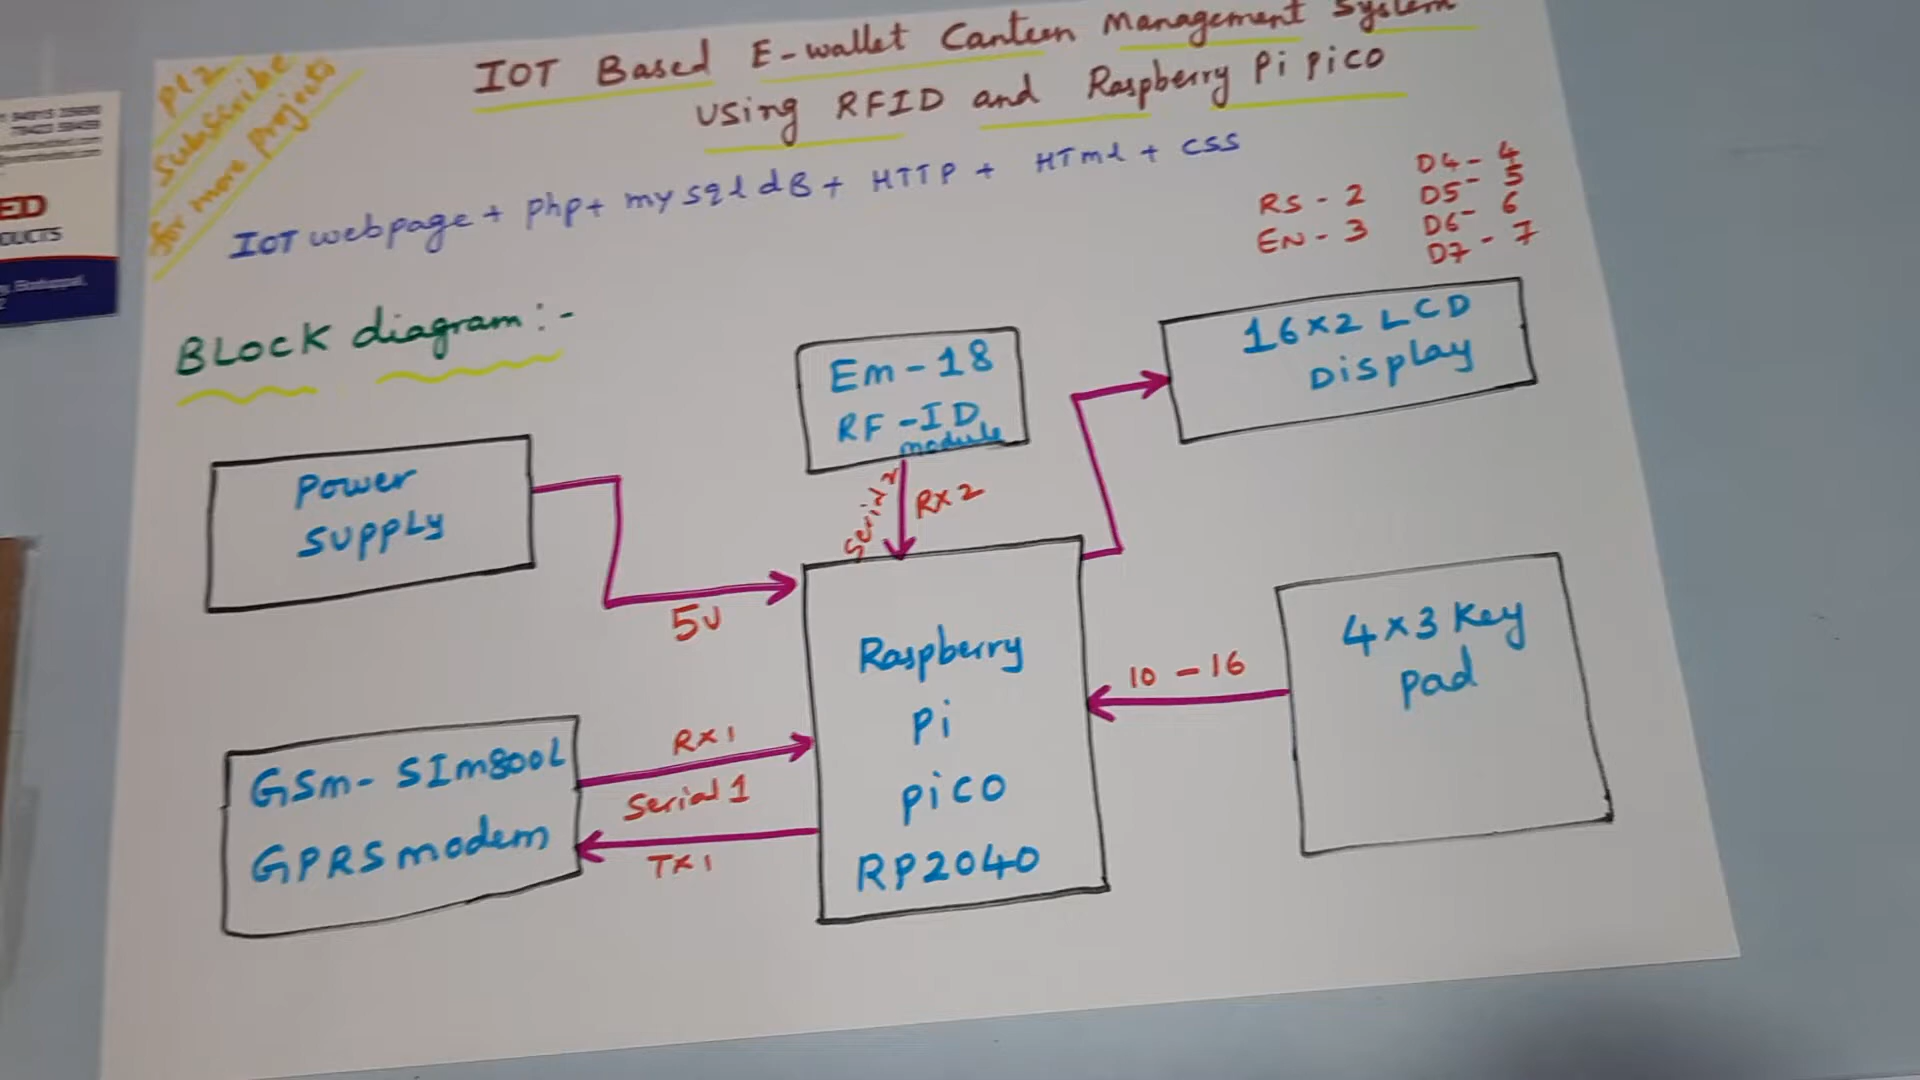 Plz
Subscribe
for more projects
IOT Based E-wallet Canteen Management System
using RFID and Raspberry Pi pico
IOT webpage + php + mysql dB + HTTP + HTml + CSS
RS - 2
EN - 3
D4 - 4
D5 - 5
D6 - 6
D7 - 7
BLOCK diagram:-
Em-18
RF-ID
module
16x2 LCD
Display
Power
Supply
Serial 2
RX2
5V
Raspberry
Pi
pico
RP2040
4x3 Key
pad
10 - 16
GSm-SIm800L
GPRS modem
RX1
Serial 1
TX1
ED
DUCTS